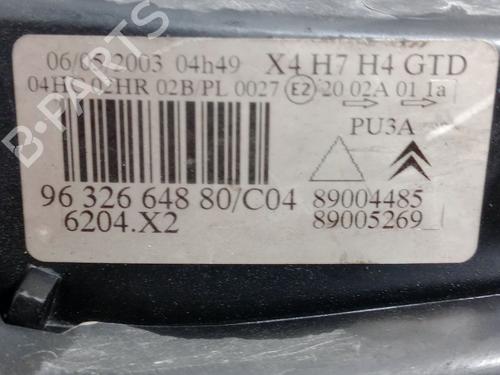 06/05/2003 04h49 X4 H7 H4 GTD
02HR 02B/PL 0027 E2 20 02A 01 1a
PU3A
96 326 648 80/C04 89004485
6204.X2 89005269
B-PARTS